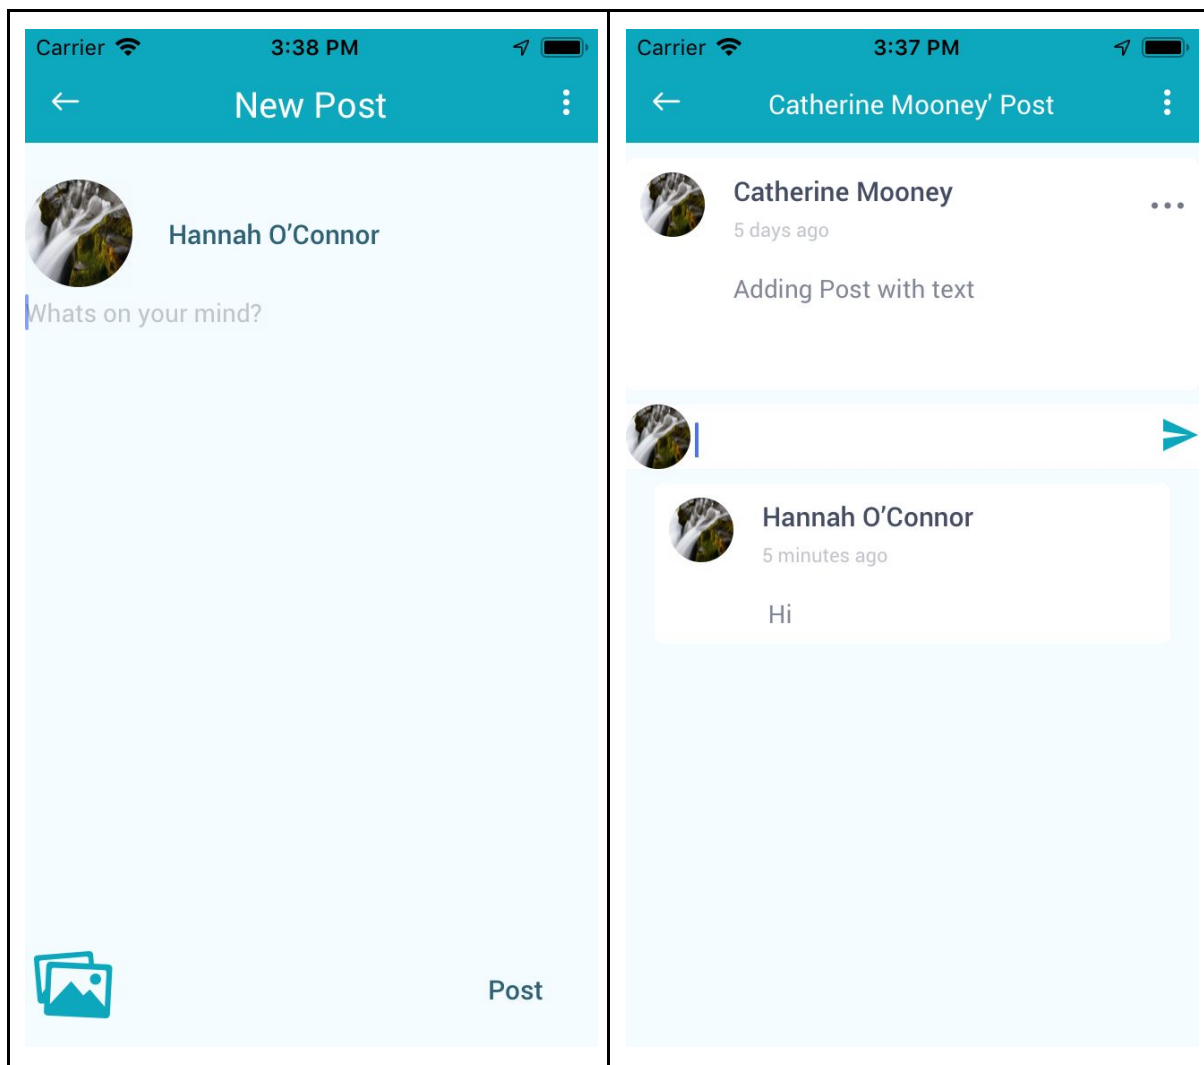 Carrier
3:38 PM
New Post
Hannah O’Connor
Whats on your mind?
Post
Carrier
3:37 PM
Catherine Mooney' Post
Catherine Mooney
5 days ago
Adding Post with text
Hannah O’Connor
5 minutes ago
Hi